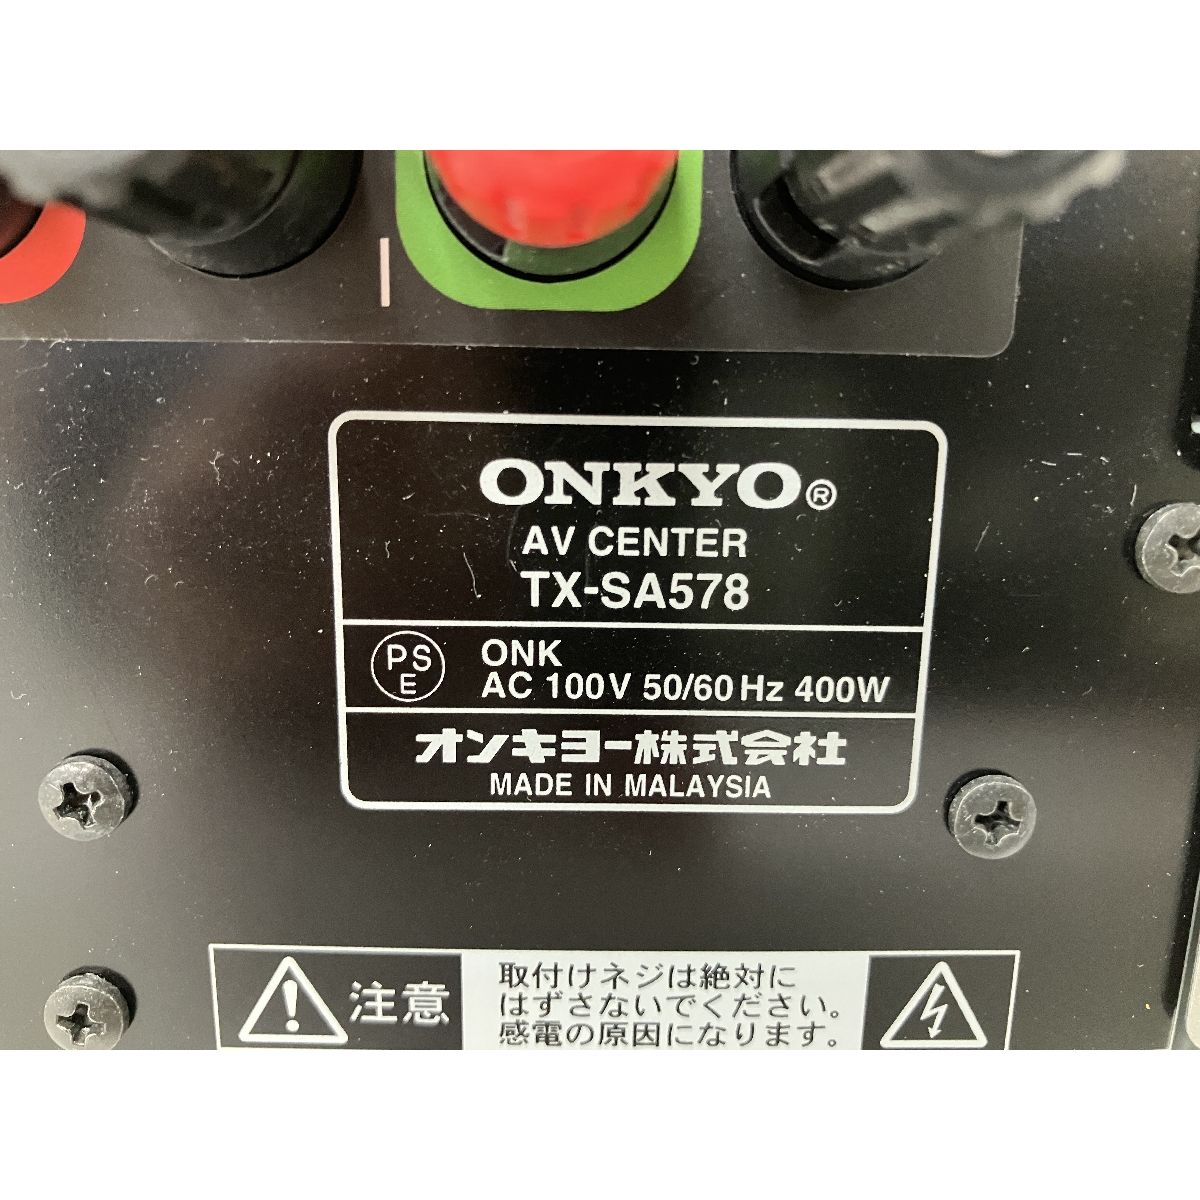 ONKYO®
AV CENTER
TX-SA578
PS
E
ONK
AC 100V 50/60Hz 400W
オンキヨー株式会社
MADE IN MALAYSIA
注意
取付けネジは絶対に
はずさないでください。
感電の原因になります。